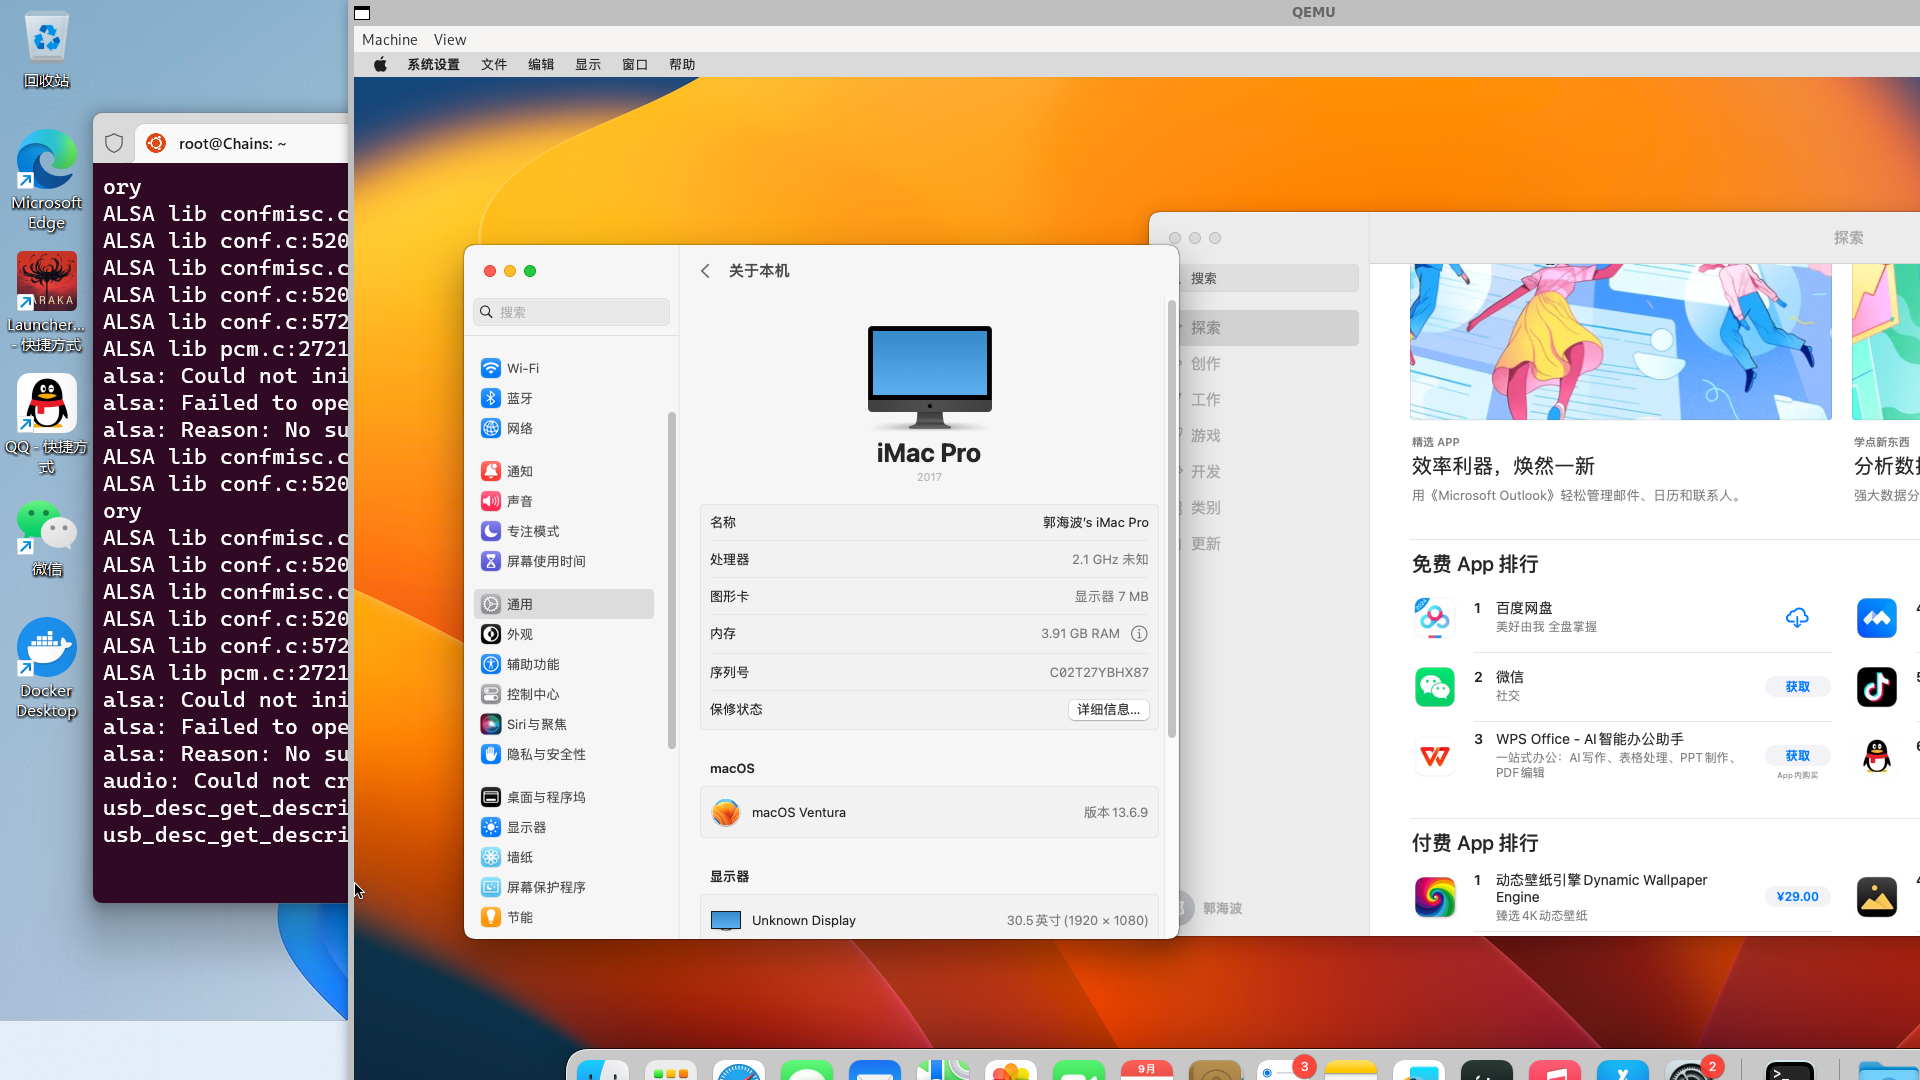 回收站
Microsoft
Edge
ARAKA
Launcher...
- 快捷方式
QQ - 快捷方
式
微信
Docker
Desktop
root@Chains: ~
ory
ALSA lib confmisc.c
ALSA lib conf.c:520
ALSA lib confmisc.c
ALSA lib conf.c:520
ALSA lib conf.c:572
ALSA lib pcm.c:2721
alsa: Could not ini
alsa: Failed to ope
alsa: Reason: No su
ALSA lib confmisc.c
ALSA lib conf.c:520
ory
ALSA lib confmisc.c
ALSA lib conf.c:520
ALSA lib confmisc.c
ALSA lib conf.c:520
ALSA lib conf.c:572
ALSA lib pcm.c:2721
alsa: Could not ini
alsa: Failed to ope
alsa: Reason: No su
audio: Could not cr
usb_desc_get_descri
usb_desc_get_descri
QEMU
Machine View
系统设置 文件 编辑 显示 窗口 帮助
搜索
Wi-Fi
蓝牙
网络
通知
声音
专注模式
屏幕使用时间
通用
外观
辅助功能
控制中心
Siri与聚焦
隐私与安全性
桌面与程序坞
显示器
墙纸
屏幕保护程序
节能
关于本机
iMac Pro
2017
名称 郭海波's iMac Pro
处理器 2.1 GHz 未知
图形卡 显示器 7 MB
内存 3.91 GB RAM
序列号 C02T27YBHX87
保修状态 详细信息...
macOS
macOS Ventura 版本 13.6.9
显示器
Unknown Display 30.5英寸 (1920 × 1080)
搜索
探索
创作
工作
游戏
开发
类别
更新
郭海波
探索
精选 APP
效率利器，焕然一新
用《Microsoft Outlook》轻松管理邮件、日历和联系人。
学点新东西
分析数据
强大数据分
免费 App 排行
1 百度网盘
美好由我 全盘掌握
2 微信
社交
获取
3 WPS Office - AI智能办公助手
一站式办公：AI写作、表格处理、PPT制作、
PDF编辑
获取
App内购买
付费 App 排行
1 动态壁纸引擎Dynamic Wallpaper
Engine
臻选4K动态壁纸
¥29.00
9月
3
2